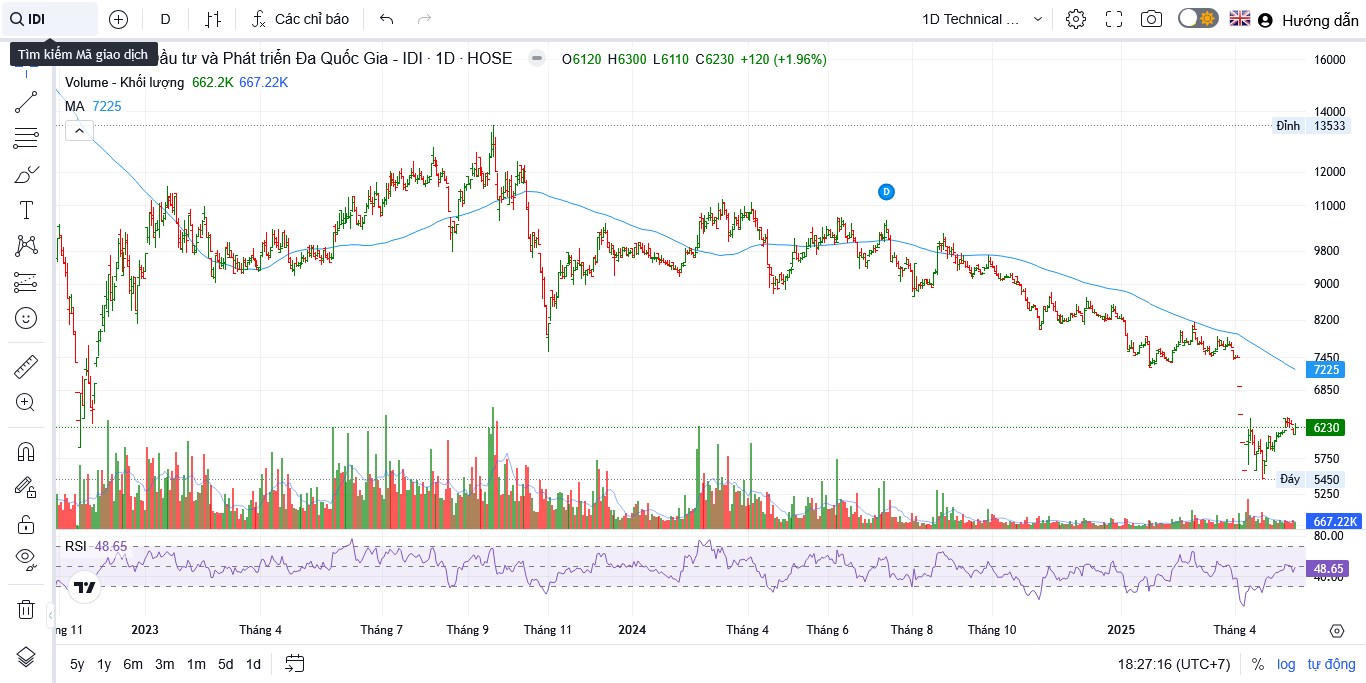 IDI
D
Các chỉ báo
1D Technical ...
Hướng dẫn
Tìm kiếm Mã giao dịch
ầu tư và Phát triển Đa Quốc Gia - IDI · 1D · HOSE
O6120 H6300 L6110 C6230 +120 (+1.96%)
Volume - Khối lượng 662.2K 667.22K
MA 7225
16000
14000
Đỉnh 13533
12000
11000
9800
9000
8200
7450
7225
6850
6230
5750
Đáy 5450
5250
667.22K
D
RSI 48.65
80.00
48.65
40.00
ng 11 2023 Tháng 4 Tháng 7 Tháng 9 Tháng 11 2024 Tháng 4 Tháng 6 Tháng 8 Tháng 10 2025 Tháng 4
5y 1y 6m 3m 1m 5d 1d
18:27:16 (UTC+7) % log tự động